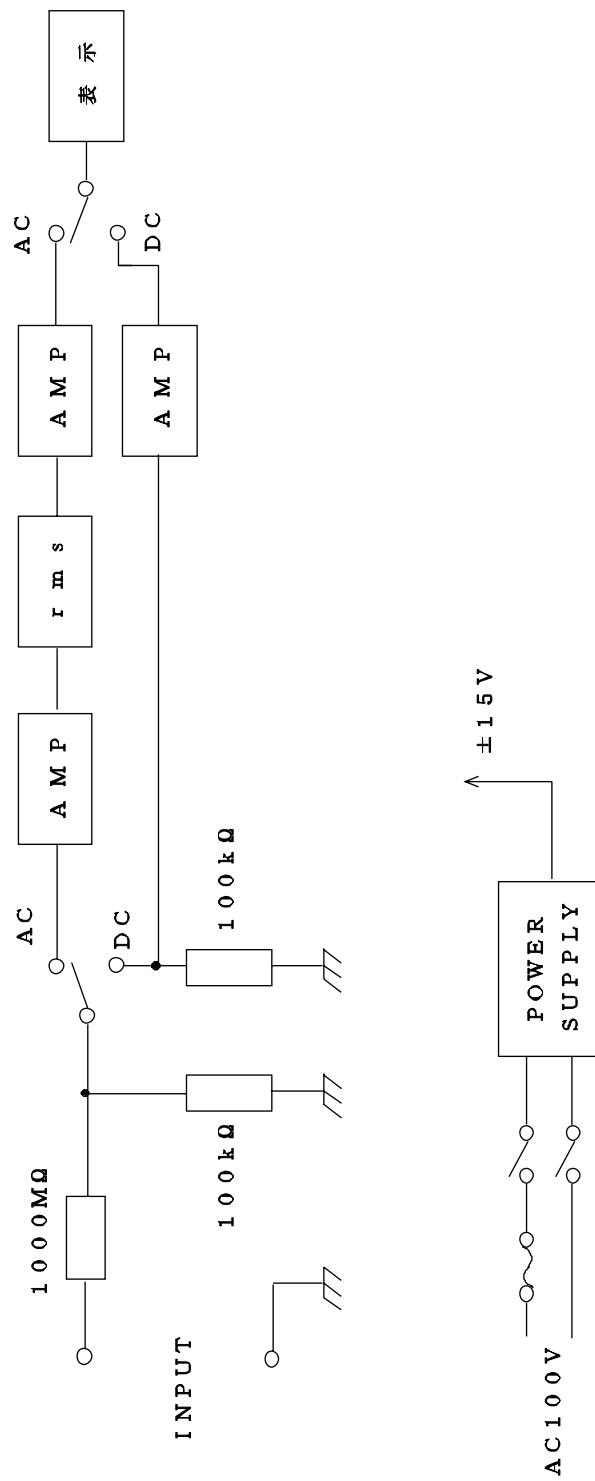 INPUT
1000MΩ
100kΩ
100kΩ
AC
DC
AMP
rms
AMP
AMP
AC
DC
表示
AC100V
POWER
SUPPLY
±15V